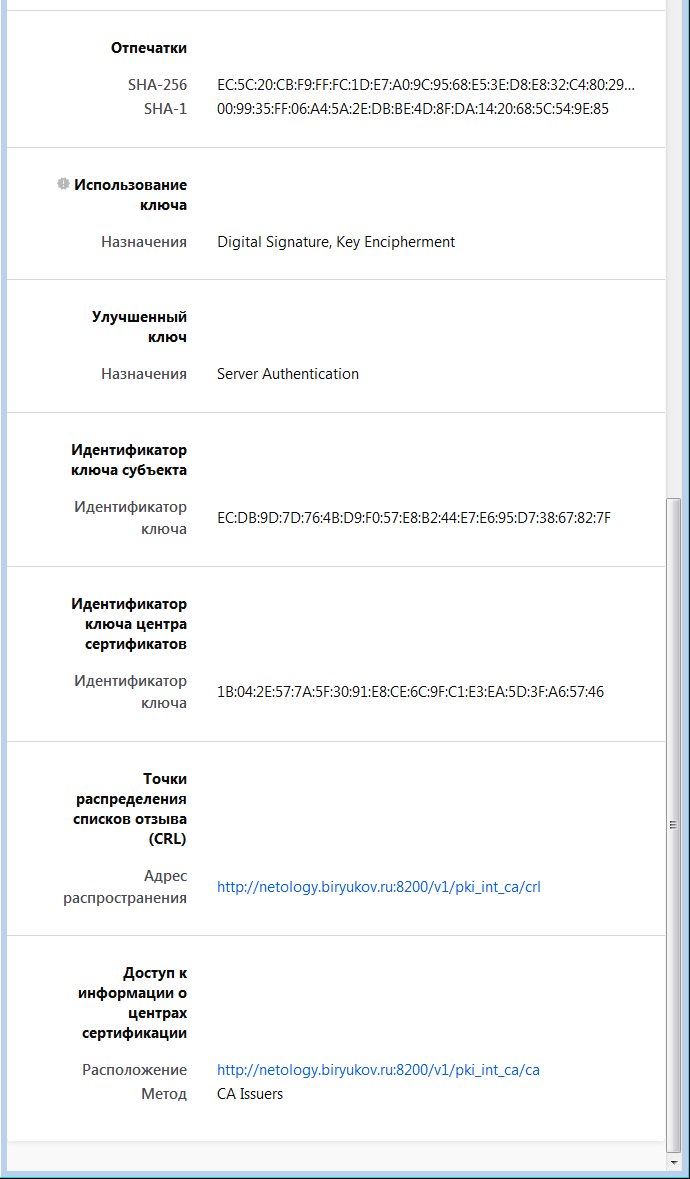 Отпечатки
SHA-256 EC:5C:20:CB:F9:FF:FC:1D:E7:A0:9C:95:68:E5:3E:D8:E8:32:C4:80:29...
SHA-1 00:99:35:FF:06:A4:5A:2E:DB:BE:4D:8F:DA:14:20:68:5C:54:9E:85
Использование
ключа
Назначения Digital Signature, Key Encipherment
Улучшенный
ключ
Назначения Server Authentication
Идентификатор
ключа субъекта
Идентификатор
ключа
EC:DB:9D:7D:76:4B:D9:F0:57:E8:B2:44:E7:E6:95:D7:38:67:82:7F
Идентификатор
ключа центра
сертификатов
Идентификатор
ключа
1B:04:2E:57:7A:5F:30:91:E8:CE:6C:9F:C1:E3:EA:5D:3F:A6:57:46
Точки
распределения
списков отзыва
(CRL)
Адрес
распространения
http://netology.biryukov.ru:8200/v1/pki_int_ca/crl
Доступ к
информации о
центрах
сертификации
Расположение http://netology.biryukov.ru:8200/v1/pki_int_ca/ca
Метод CA Issuers